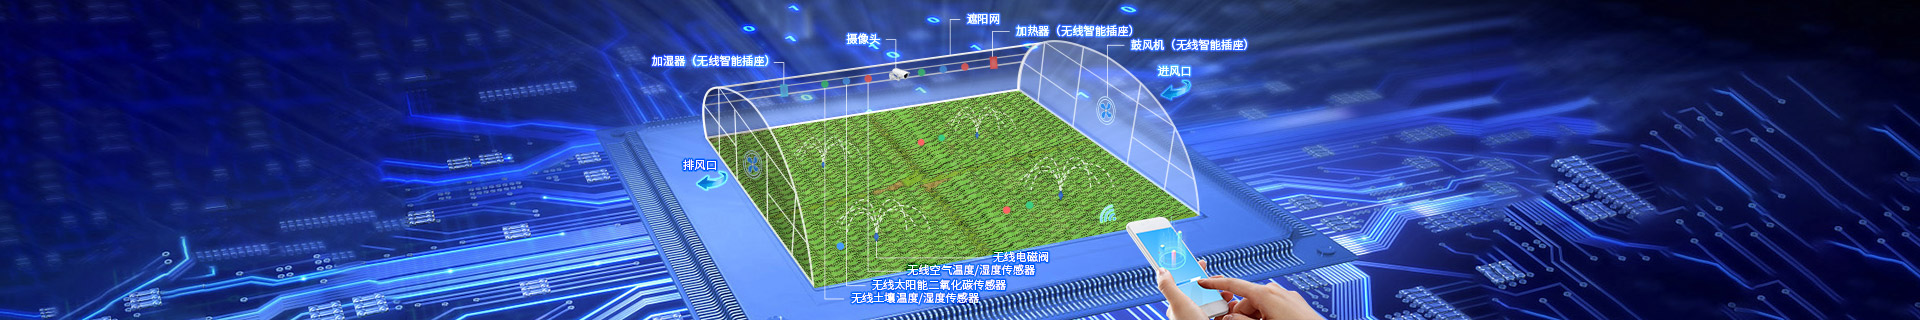 遮阳网
加热器（无线智能插座）
摄像头
鼓风机（无线智能插座）
加湿器（无线智能插座）
进风口
排风口
无线电磁阀
无线空气温度/湿度传感器
无线太阳能二氧化碳传感器
无线土壤温度/湿度传感器